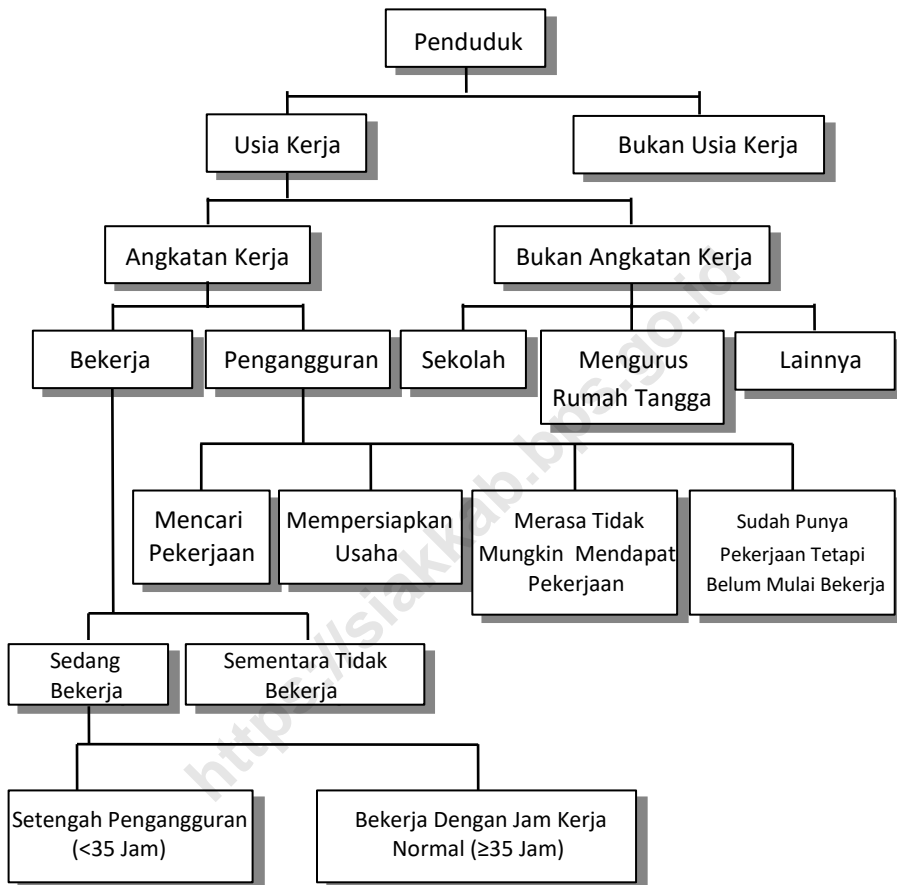 Penduduk
Usia Kerja
Bukan Usia Kerja
Angkatan Kerja
Bukan Angkatan Kerja
Bekerja
Pengangguran
Sekolah
Mengurus
Rumah Tangga
Lainnya
Mencari
Pekerjaan
Mempersiapkan
Usaha
Merasa Tidak
Mungkin Mendapat
Pekerjaan
Sudah Punya
Pekerjaan Tetapi
Belum Mulai Bekerja
Sedang
Bekerja
Sementara Tidak
Bekerja
Setengah Pengangguran
(<35 Jam)
Bekerja Dengan Jam Kerja
Normal (≥35 Jam)
https://siakkab.bps.go.id